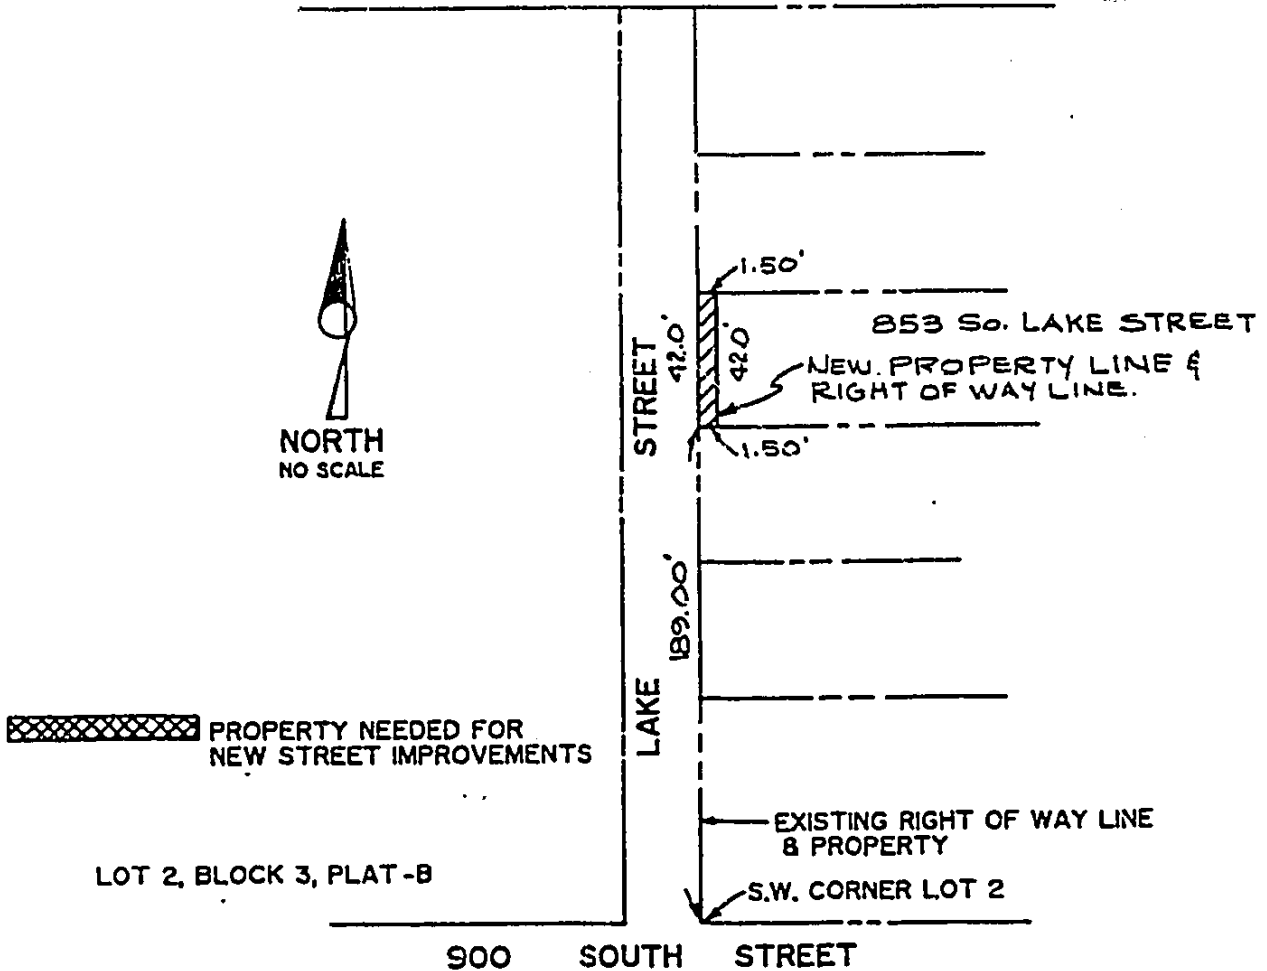 1.50'
853 So. LAKE STREET
42.0'
42.0'
NEW. PROPERTY LINE &
RIGHT OF WAY LINE.
STREET
1.50'
NORTH
NO SCALE
189.00'
LAKE
PROPERTY NEEDED FOR
NEW STREET IMPROVEMENTS
EXISTING RIGHT OF WAY LINE
& PROPERTY
LOT 2, BLOCK 3, PLAT-B
S.W. CORNER LOT 2
900 SOUTH STREET